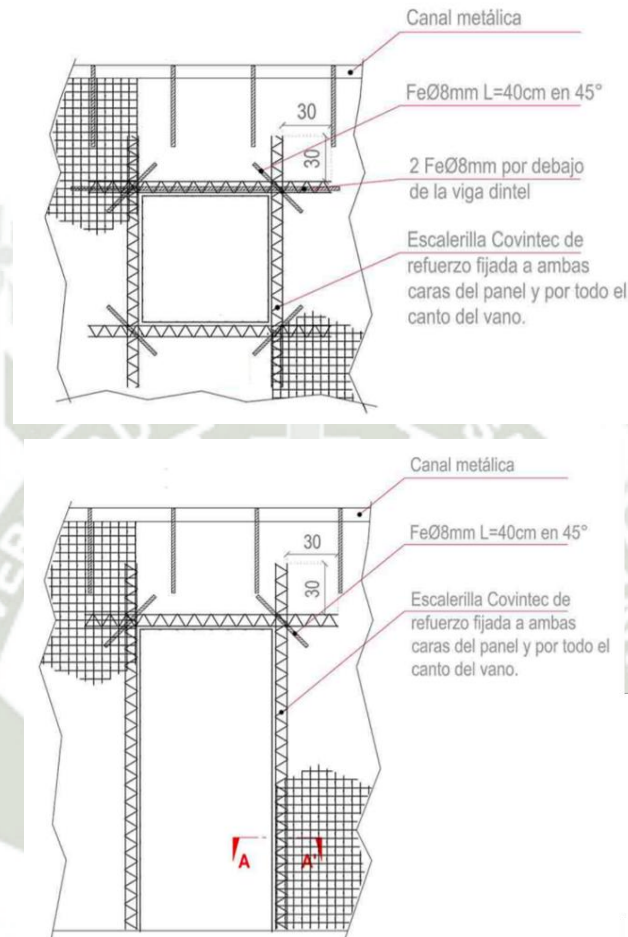 Canal metálica
FeØ8mm L=40cm en 45°
30
30
2 FeØ8mm por debajo
de la viga dintel
Escalerilla Covintec de
refuerzo fijada a ambas
caras del panel y por todo el
canto del vano.
Canal metálica
30
FeØ8mm L=40cm en 45°
30
Escalerilla Covintec de
refuerzo fijada a ambas
caras del panel y por todo el
canto del vano.
A
A'